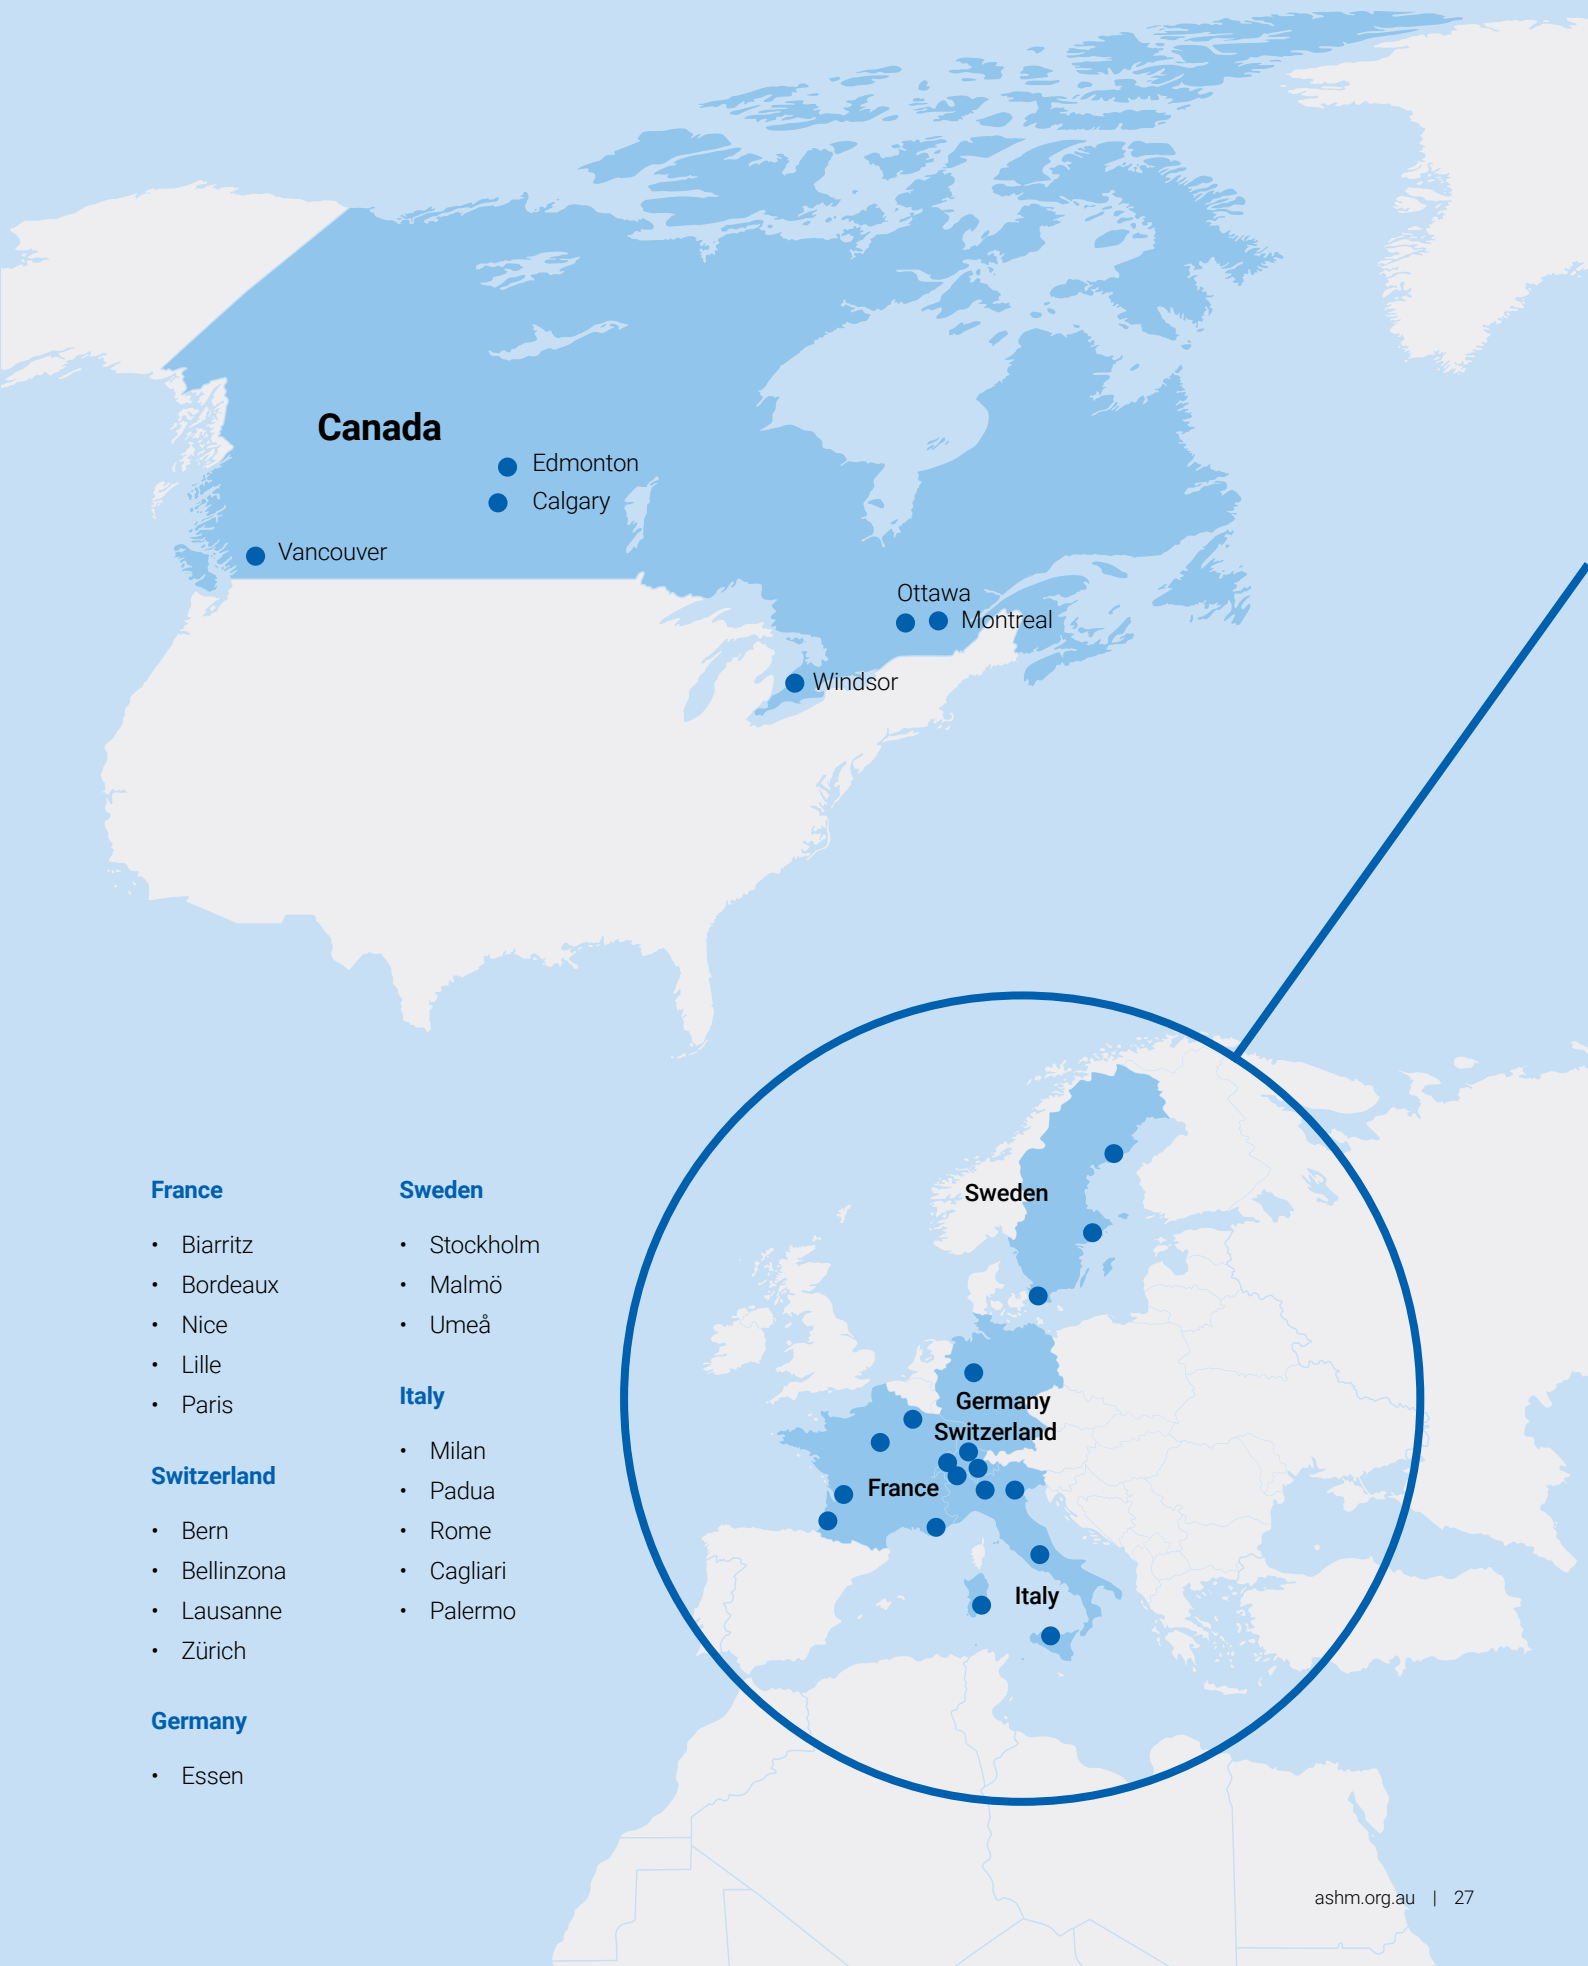 Canada
Edmonton
Calgary
Vancouver
Ottawa
Montreal
Windsor
France
• Biarritz
• Bordeaux
• Nice
• Lille
• Paris
Switzerland
• Bern
• Bellinzona
• Lausanne
• Zürich
Germany
• Essen
Sweden
• Stockholm
• Malmö
• Umeå
Italy
• Milan
• Padua
• Rome
• Cagliari
• Palermo
Sweden
Germany
Switzerland
France
Italy
ashm.org.au | 27